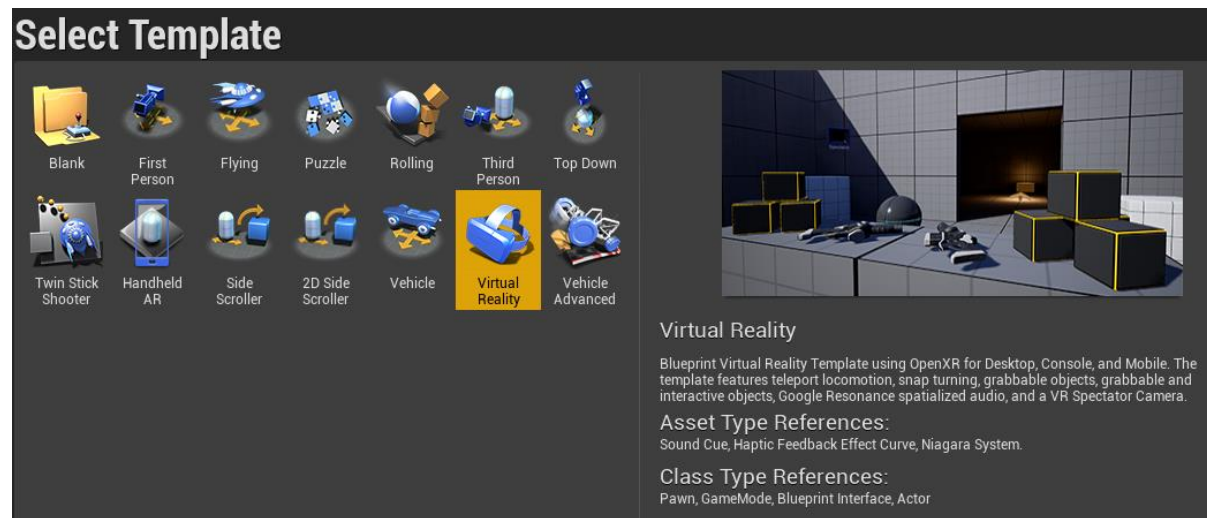 Select Template
Blank
First
Person
Flying
Puzzle
Rolling
Third
Person
Top Down
Twin Stick
Shooter
Handheld
AR
Side
Scroller
2D Side
Scroller
Vehicle
Virtual
Reality
Vehicle
Advanced
Virtual Reality
Blueprint Virtual Reality Template using OpenXR for Desktop, Console, and Mobile. The
template features teleport locomotion, snap turning, grabbable objects, grabbable and
interactive objects, Google Resonance spatialized audio, and a VR Spectator Camera.
Asset Type References:
Sound Cue, Haptic Feedback Effect Curve, Niagara System.
Class Type References:
Pawn, GameMode, Blueprint Interface, Actor